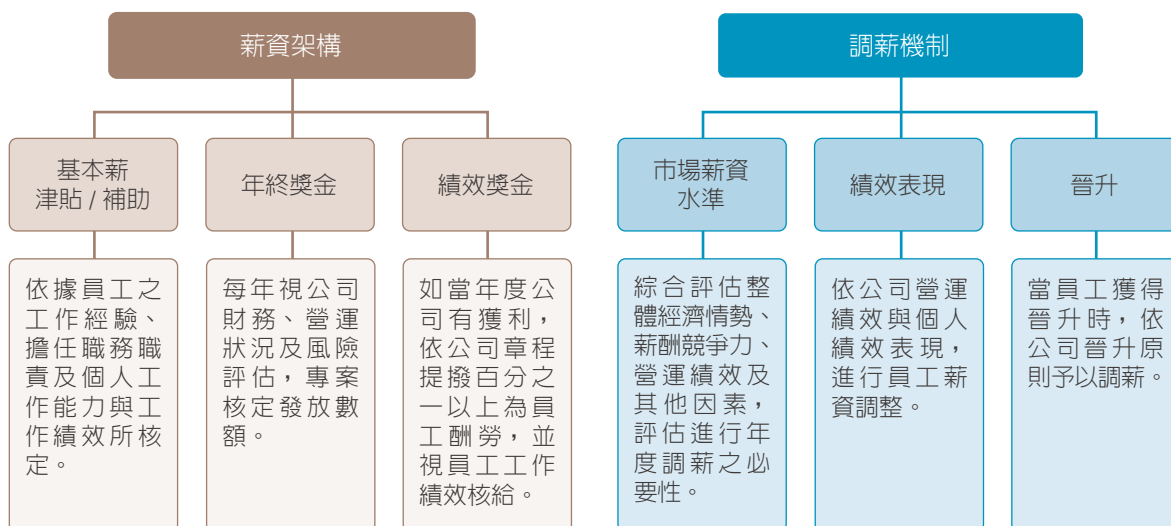 薪資架構
基本薪
津貼 / 補助
依據員工之
工作經驗、
擔任職務職
責及個人工
作能力與工
作績效所核
定。
年終獎金
每年視公司
財務、營運
狀況及風險
評估，專案
核定發放數
額。
績效獎金
如當年度公
司有獲利，
依公司章程
提撥百分之
一以上為員
工酬勞，並
視員工工作
績效核給。
調薪機制
市場薪資
水準
綜合評估整
體經濟情勢、
薪酬競爭力、
營運績效及
其他因素，
評估進行年
度調薪之必
要性。
績效表現
依公司營運
績效與個人
績效表現，
進行員工薪
資調整。
晉升
當員工獲得
晉升時，依
公司晉升原
則予以調薪。